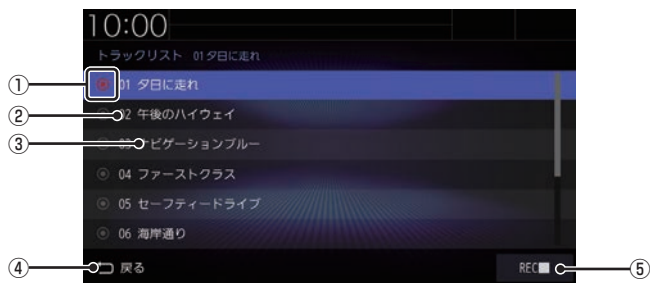 10:00
トラックリスト 01夕日に走れ
① 01 夕日に走れ
② 02 午後のハイウェイ
③ 03 ナビゲーションブルー
04 ファーストクラス
05 セーフティードライブ
06 海岸通り
④ 戻る REC ⑤